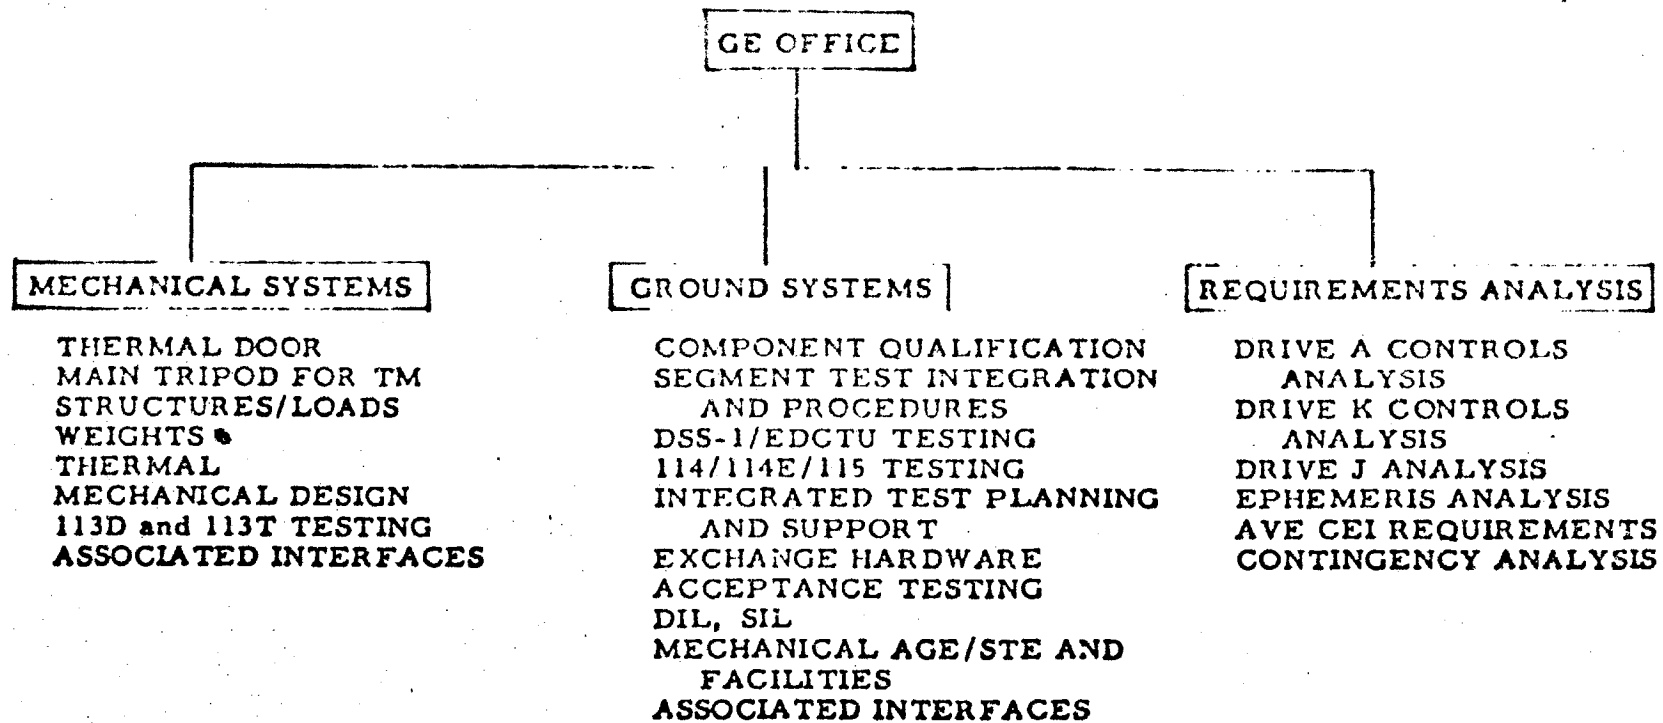 GE OFFICE
MECHANICAL SYSTEMS
THERMAL DOOR
MAIN TRIPOD FOR TM
STRUCTURES/LOADS
WEIGHTS
THERMAL
MECHANICAL DESIGN
113D and 113T TESTING
ASSOCIATED INTERFACES
GROUND SYSTEMS
COMPONENT QUALIFICATION
SEGMENT TEST INTEGRATION
AND PROCEDURES
DSS-1/EDCTU TESTING
114/114E/115 TESTING
INTEGRATED TEST PLANNING
AND SUPPORT
EXCHANGE HARDWARE
ACCEPTANCE TESTING
DIL, SIL
MECHANICAL AGE/STE AND
FACILITIES
ASSOCIATED INTERFACES
REQUIREMENTS ANALYSIS
DRIVE A CONTROLS
ANALYSIS
DRIVE K CONTROLS
ANALYSIS
DRIVE J ANALYSIS
EPHEMERIS ANALYSIS
AVE CEI REQUIREMENTS
CONTINGENCY ANALYSIS